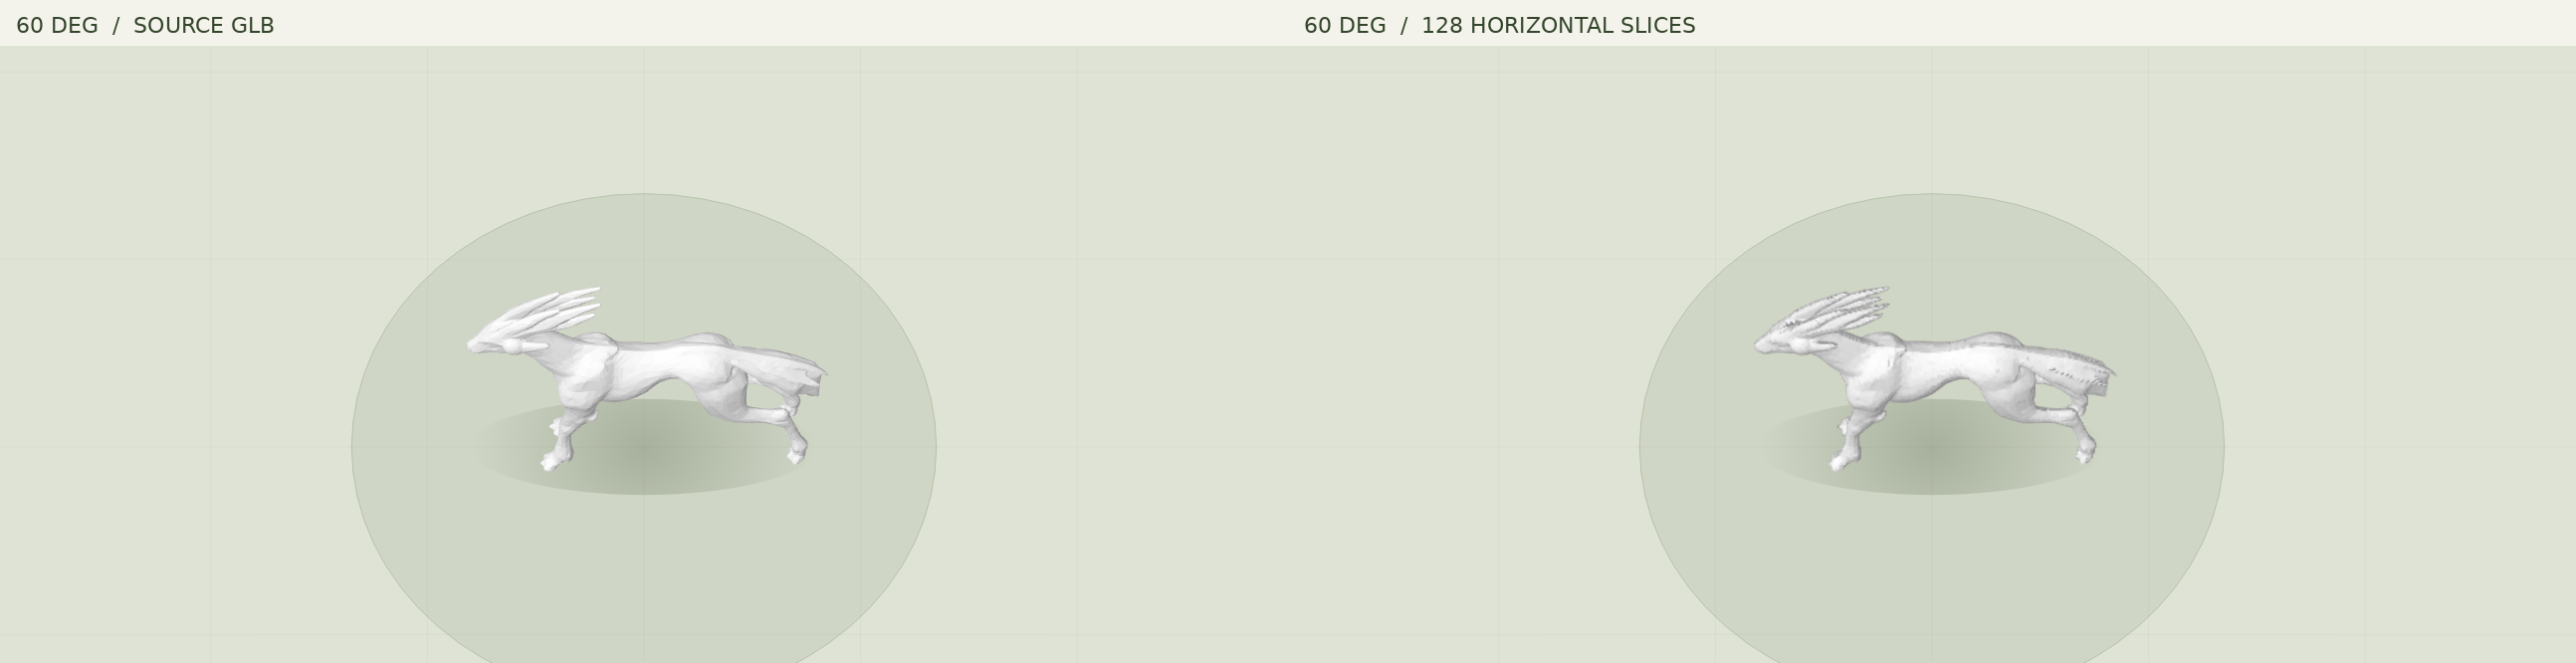 60 DEG / SOURCE GLB
60 DEG / 128 HORIZONTAL SLICES